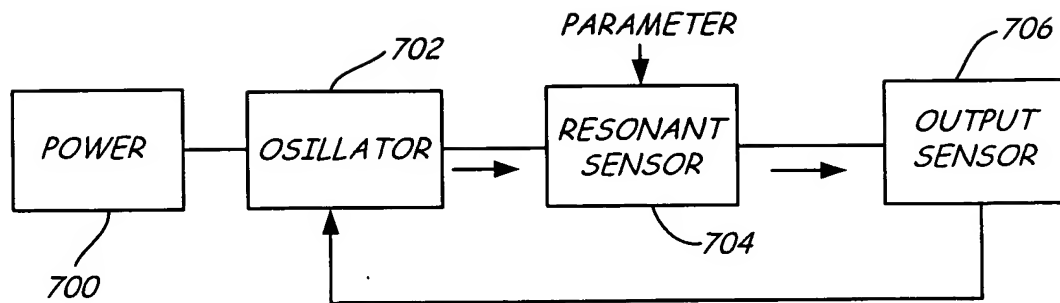 PARAMETER
702
706
POWER
OSILLATOR
RESONANT
SENSOR
OUTPUT
SENSOR
700
704